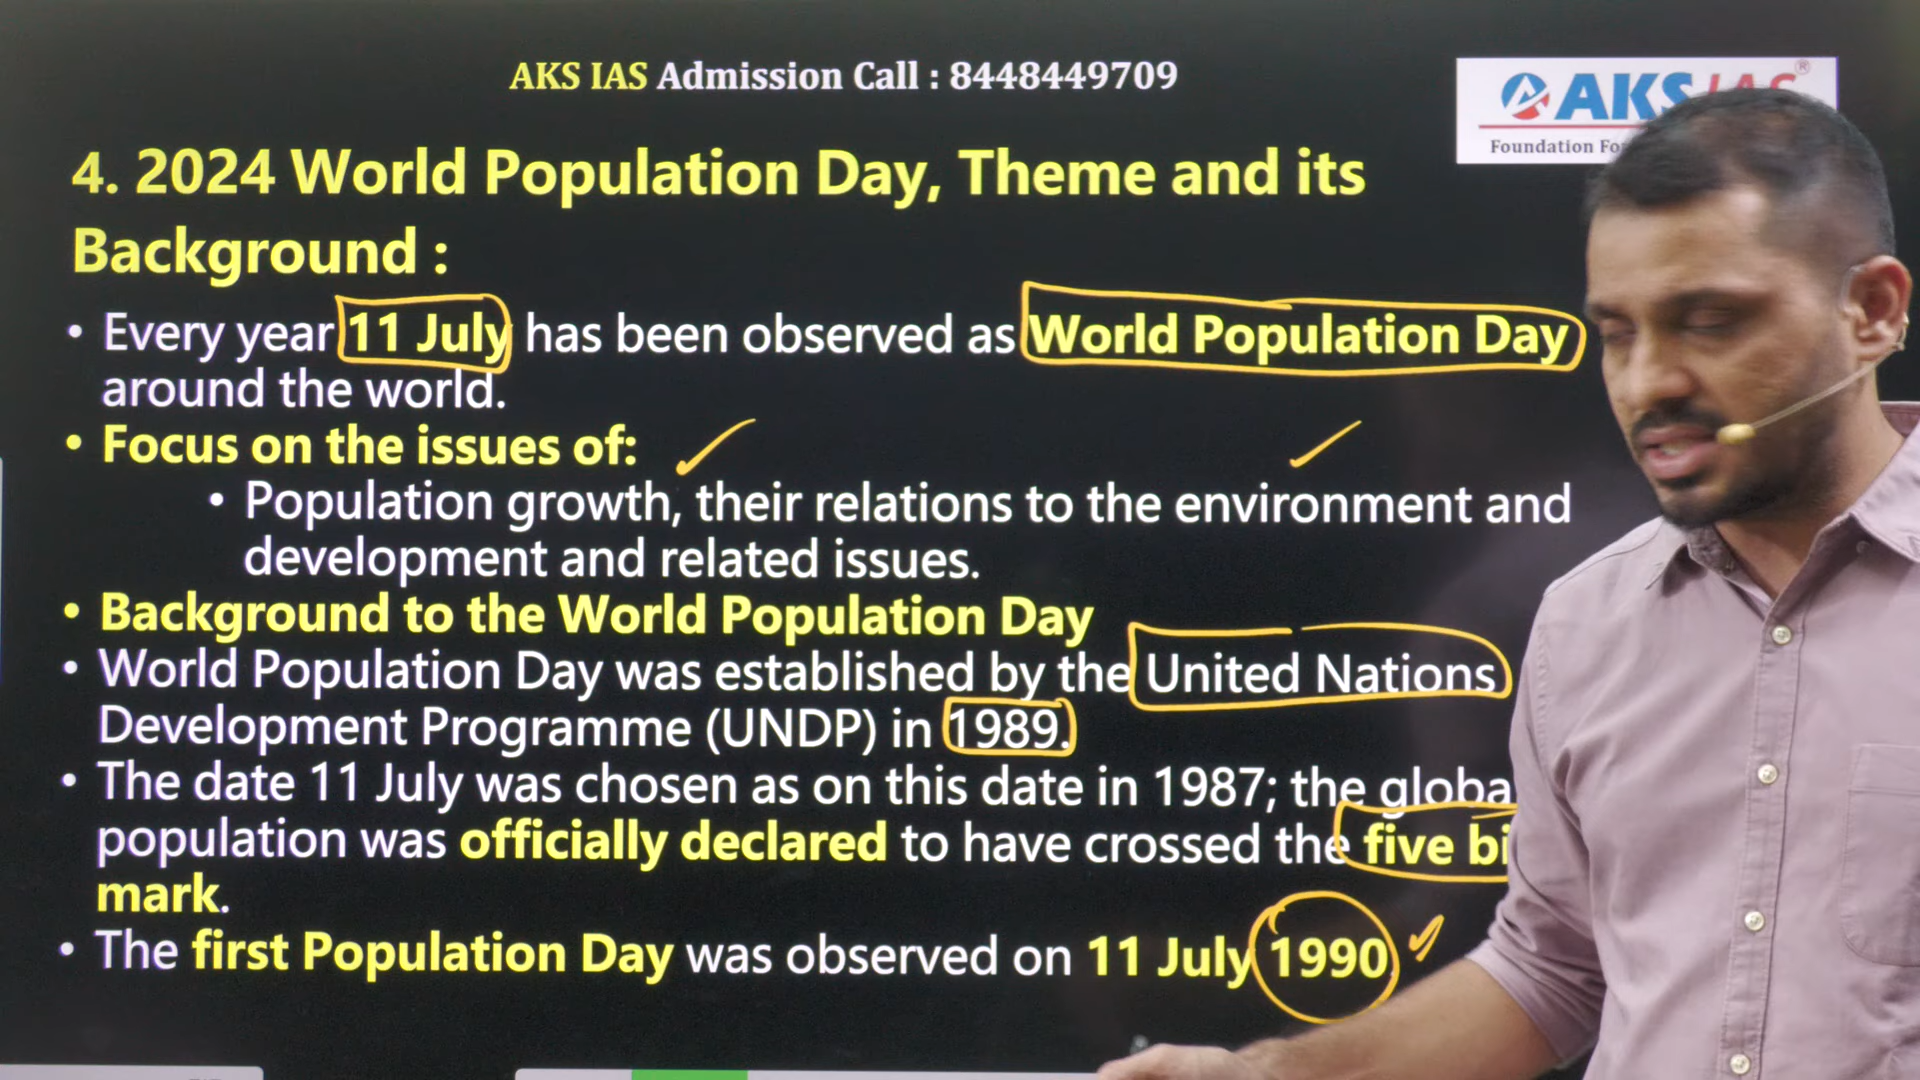 AKS IAS Admission Call : 8448449709
AKS IAS®
Foundation
4. 2024 World Population Day, Theme and its
Background :
• Every year 11 July has been observed as World Population Day
around the world.
• Focus on the issues of:
• Population growth, their relations to the environment and
development and related issues.
• Background to the World Population Day
• World Population Day was established by the United Nations
Development Programme (UNDP) in 1989.
• The date 11 July was chosen as on this date in 1987; the
population was officially declared to have crossed the five
mark.
• The first Population Day was observed on 11 July 1990